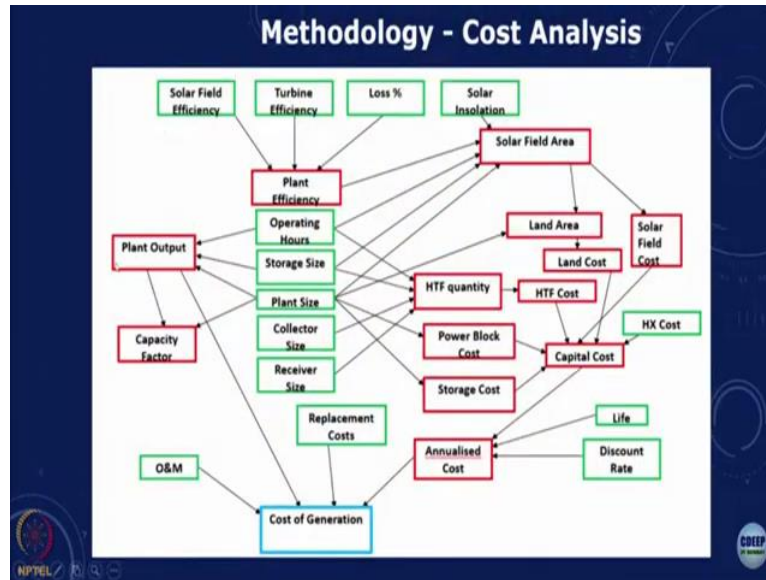 Methodology - Cost Analysis
Solar Field
Efficiency
Turbine
Efficiency
Loss %
Solar
Insolation
Solar Field Area
Plant
Efficiency
Operating
Hours
Land Area
Solar
Field
Cost
Plant Output
Storage Size
Land Cost
HTF quantity
HTF Cost
Plant Size
Collector
Size
HX Cost
Capacity
Factor
Power Block
Cost
Capital Cost
Receiver
Size
Storage Cost
Replacement
Costs
Life
Annualised
Cost
Discount
Rate
O&M
Cost of Generation
NPTEL
CDEEP
IIT BOMBAY